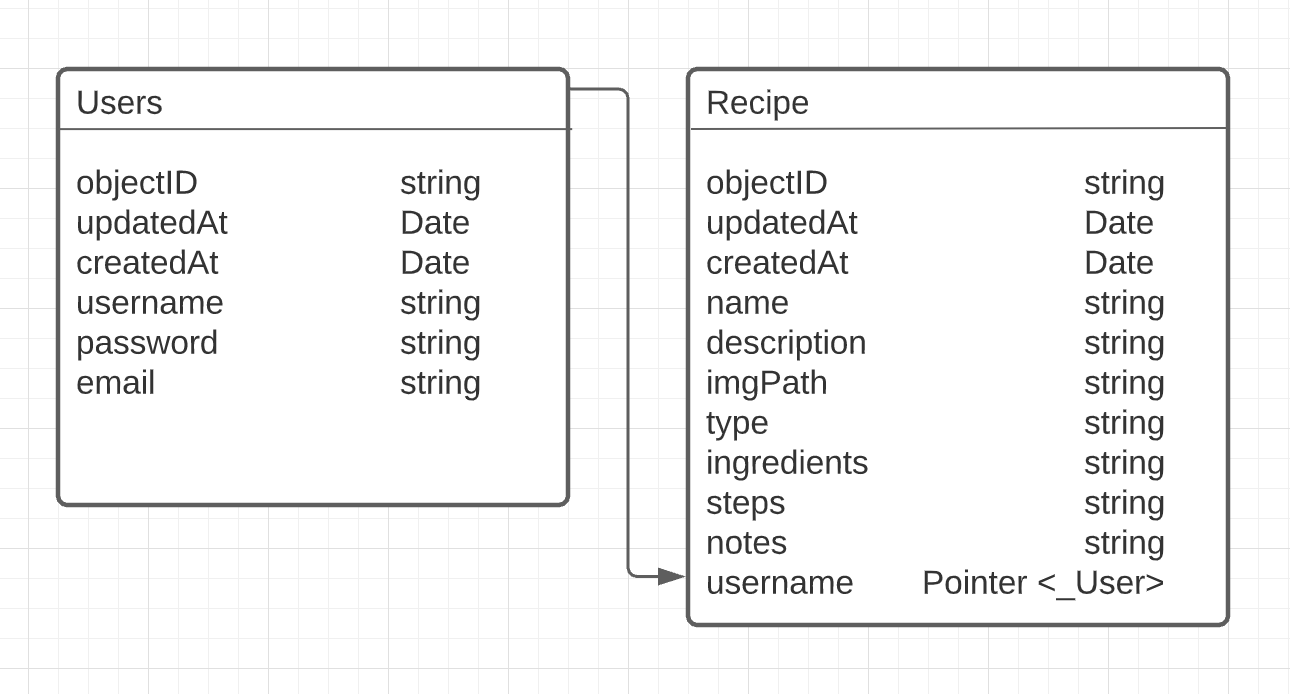 Users
objectID string
updatedAt Date
createdAt Date
username string
password string
email string
Recipe
objectID string
updatedAt Date
createdAt Date
name string
description string
imgPath string
type string
ingredients string
steps string
notes string
username Pointer <_User>